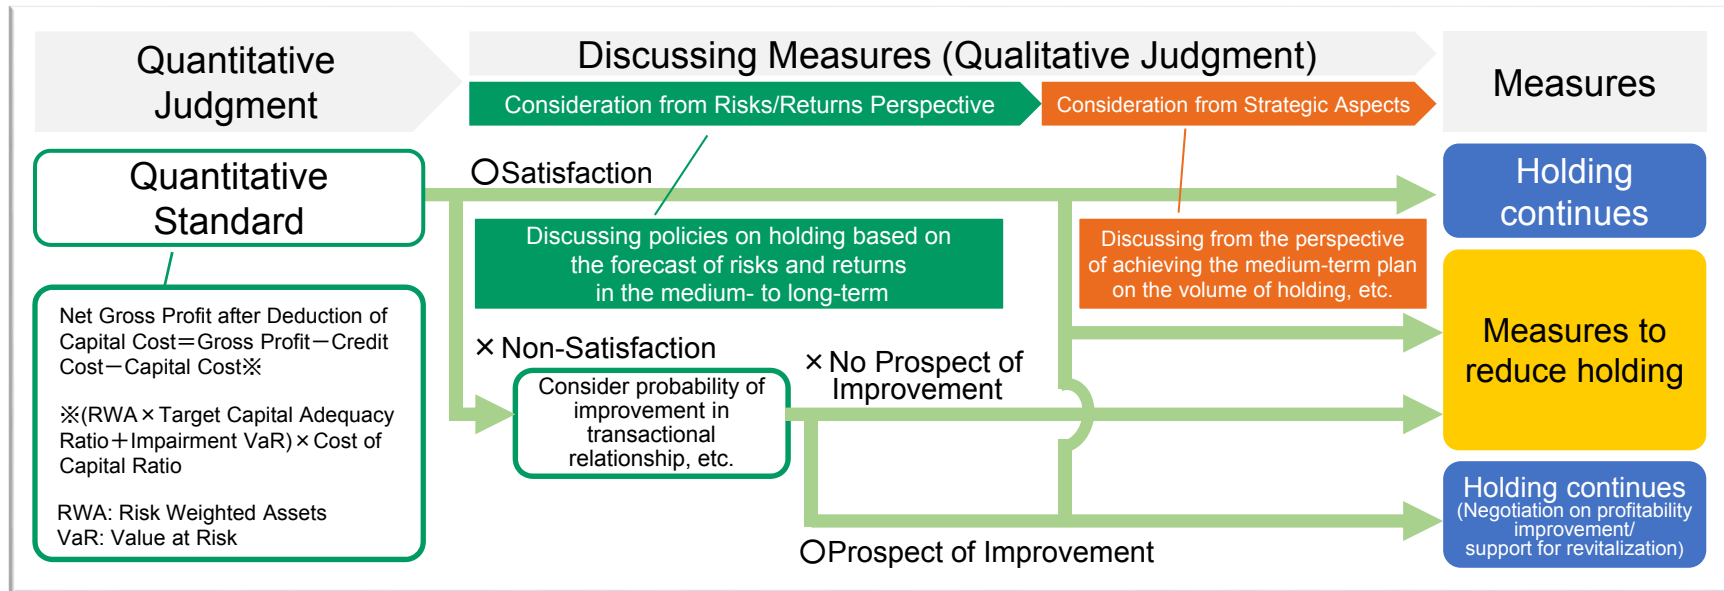 Quantitative
Judgment
Discussing Measures (Qualitative Judgment)
Consideration from Risks/Returns Perspective
Consideration from Strategic Aspects
Measures
Quantitative
Standard
Net Gross Profit after Deduction of
Capital Cost=Gross Profit-Credit
Cost-Capital Cost※
※(RWA×Target Capital Adequacy
Ratio+Impairment VaR)×Cost of
Capital Ratio
RWA: Risk Weighted Assets
VaR: Value at Risk
○Satisfaction
Discussing policies on holding based on
the forecast of risks and returns
in the medium- to long-term
Discussing from the perspective
of achieving the medium-term plan
on the volume of holding, etc.
×Non-Satisfaction
Consider probability of
improvement in
transactional
relationship, etc.
×No Prospect of
Improvement
○Prospect of Improvement
Holding
continues
Measures to
reduce holding
Holding continues
(Negotiation on profitability
improvement/
support for revitalization)